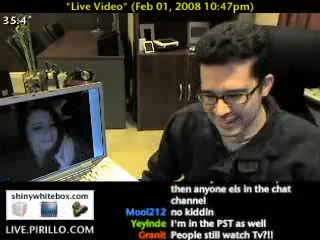 *Live Video* (Feb 01, 2008 10:47pm)
35.4°
shinywhitebox.com
LIVE.PIRILLO.COM
then anyone els in the chat
channel
Mool212 no kiddin
Yeyinde I'm in the PST as well
Granit People still watch Tv?!!